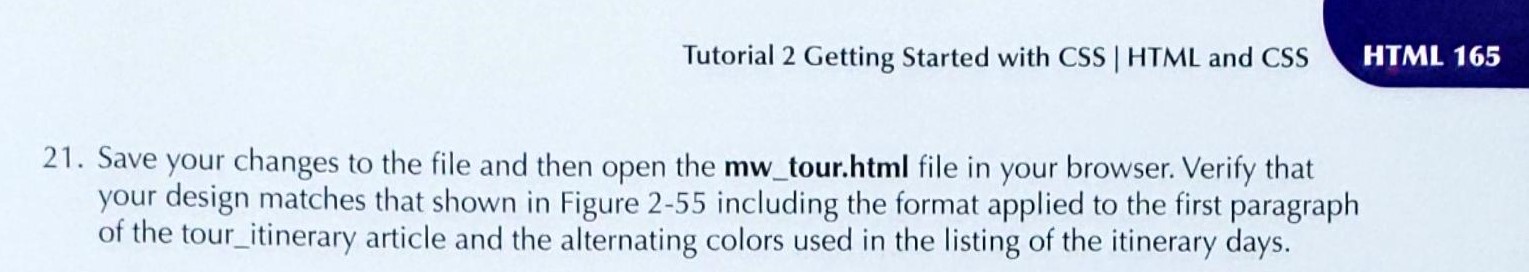 Tutorial 2 Getting Started with CSS | HTML and CSS HTML 165
21. Save your changes to the file and then open the mw_tour.html file in your browser. Verify that
your design matches that shown in Figure 2-55 including the format applied to the first paragraph
of the tour_itinerary article and the alternating colors used in the listing of the itinerary days.